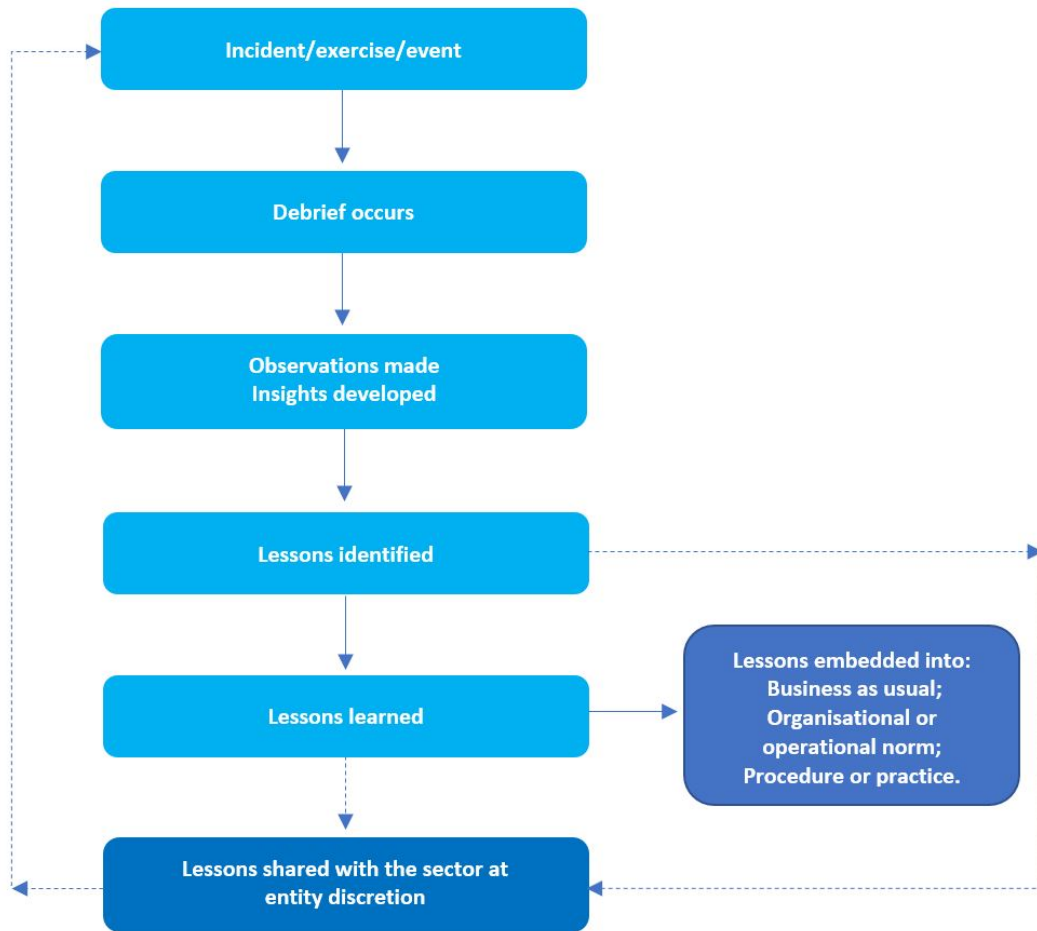 Incident/exercise/event
Debrief occurs
Observations made
Insights developed
Lessons identified
Lessons learned
Lessons embedded into:
Business as usual;
Organisational or
operational norm;
Procedure or practice.
Lessons shared with the sector at
entity discretion